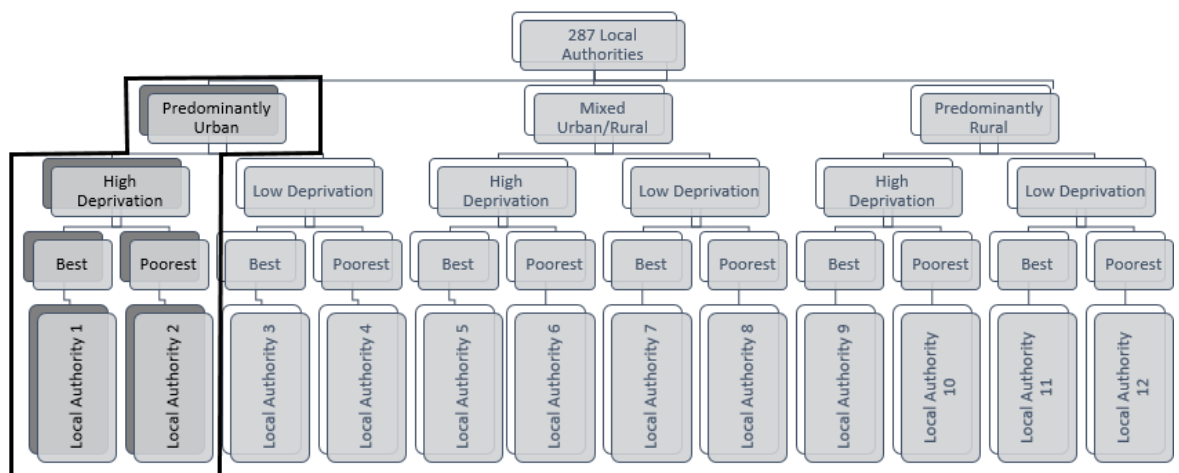 287 Local
Authorities
Predominantly
Urban
Mixed
Urban/Rural
Predominantly
Rural
High
Deprivation
Low Deprivation
High
Deprivation
Low Deprivation
High
Deprivation
Low Deprivation
Best
Poorest
Best
Poorest
Best
Poorest
Best
Poorest
Best
Poorest
Best
Poorest
Local Authority 1
Local Authority 2
Local Authority 3
Local Authority 4
Local Authority 5
Local Authority 6
Local Authority 7
Local Authority 8
Local Authority 9
Local Authority
10
Local Authority
11
Local Authority
12